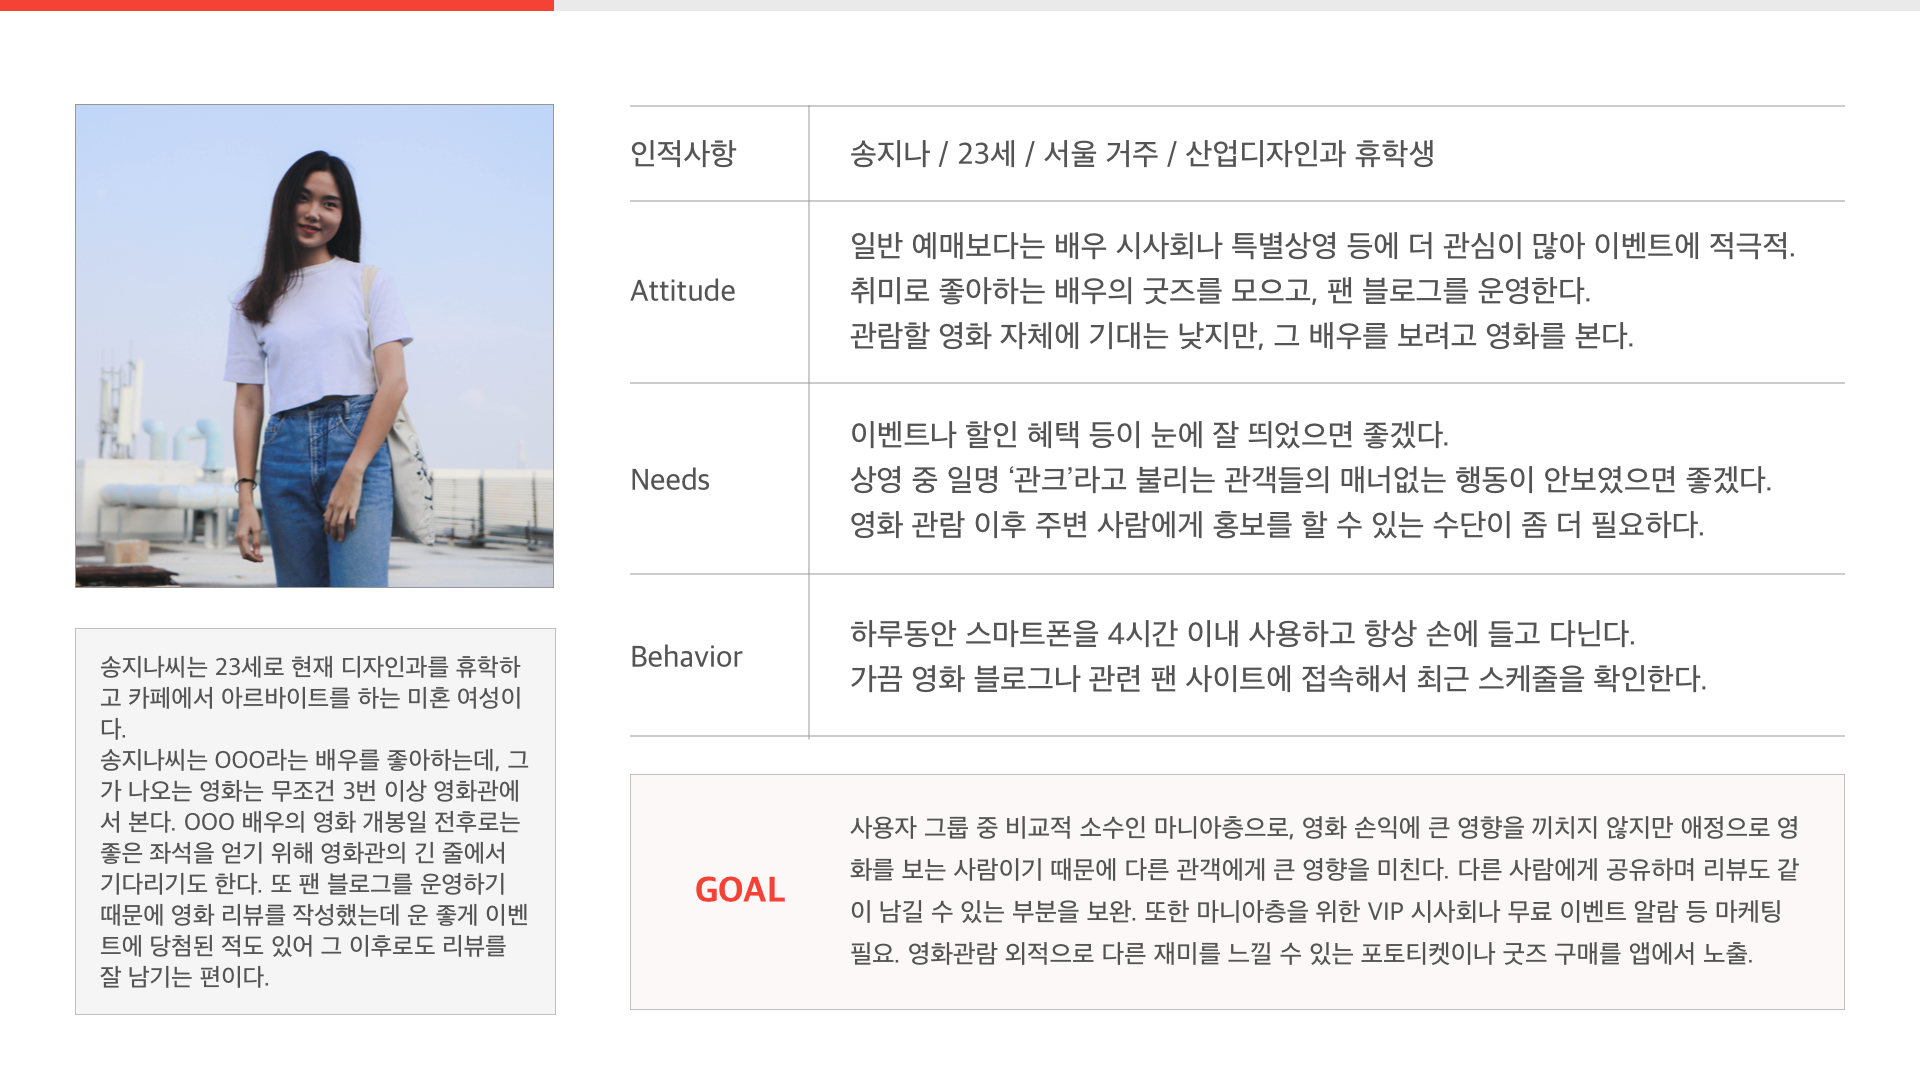 송지나씨는 23세로 현재 디자인과를 휴학하
고 카페에서 아르바이트를 하는 미혼 여성이
다.
송지나씨는 OOO라는 배우를 좋아하는데, 그
가 나오는 영화는 무조건 3번 이상 영화관에
서 본다. OOO 배우의 영화 개봉일 전후로는
좋은 좌석을 얻기 위해 영화관의 긴 줄에서
기다리기도 한다. 또 팬 블로그를 운영하기
때문에 영화 리뷰를 작성했는데 운 좋게 이벤
트에 당첨된 적도 있어 그 이후로도 리뷰를
잘 남기는 편이다.
인적사항
송지나 / 23세 / 서울 거주 / 산업디자인과 휴학생
Attitude
일반 예매보다는 배우 시사회나 특별상영 등에 더 관심이 많아 이벤트에 적극적.
취미로 좋아하는 배우의 굿즈를 모으고, 팬 블로그를 운영한다.
관람할 영화 자체에 기대는 낮지만, 그 배우를 보려고 영화를 본다.
Needs
이벤트나 할인 혜택 등이 눈에 잘 띄었으면 좋겠다.
상영 중 일명 ‘관크’라고 불리는 관객들의 매너없는 행동이 안보였으면 좋겠다.
영화 관람 이후 주변 사람에게 홍보를 할 수 있는 수단이 좀 더 필요하다.
Behavior
하루동안 스마트폰을 4시간 이내 사용하고 항상 손에 들고 다닌다.
가끔 영화 블로그나 관련 팬 사이트에 접속해서 최근 스케줄을 확인한다.
GOAL
사용자 그룹 중 비교적 소수인 마니아층으로, 영화 손익에 큰 영향을 끼치지 않지만 애정으로 영
화를 보는 사람이기 때문에 다른 관객에게 큰 영향을 미친다. 다른 사람에게 공유하며 리뷰도 같
이 남길 수 있는 부분을 보완. 또한 마니아층을 위한 VIP 시사회나 무료 이벤트 알람 등 마케팅
필요. 영화관람 외적으로 다른 재미를 느낄 수 있는 포토티켓이나 굿즈 구매를 앱에서 노출.